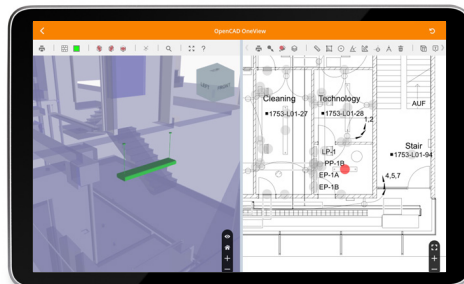 OpenCAD OneView
?
A
Cleaning
1753-L01-27
Technology
1753-L01-28
AUF
1,2
Stair
1753-L01-94
LP-1
PP-1B
EP-1A
EP-1B
4,5,7